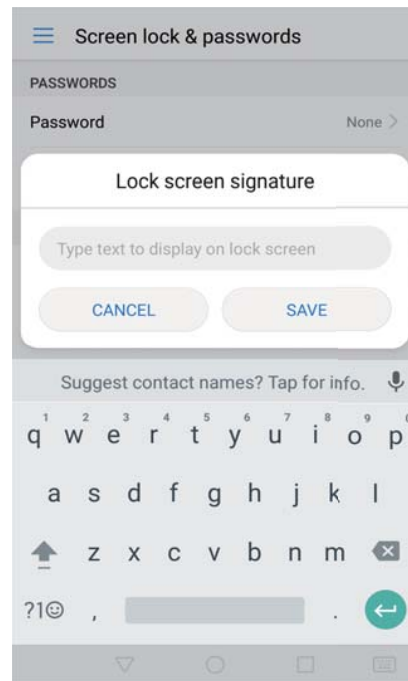 Screen lock & passwords
PASSWORDS
Password None
Lock screen signature
Type text to display on lock screen
CANCEL SAVE
Suggest contact names? Tap for info.
1 2 3 4 5 6 7 8 9 0
q w e r t y u i o p
a s d f g h j k l
z x c v b n m
?1☺ , .